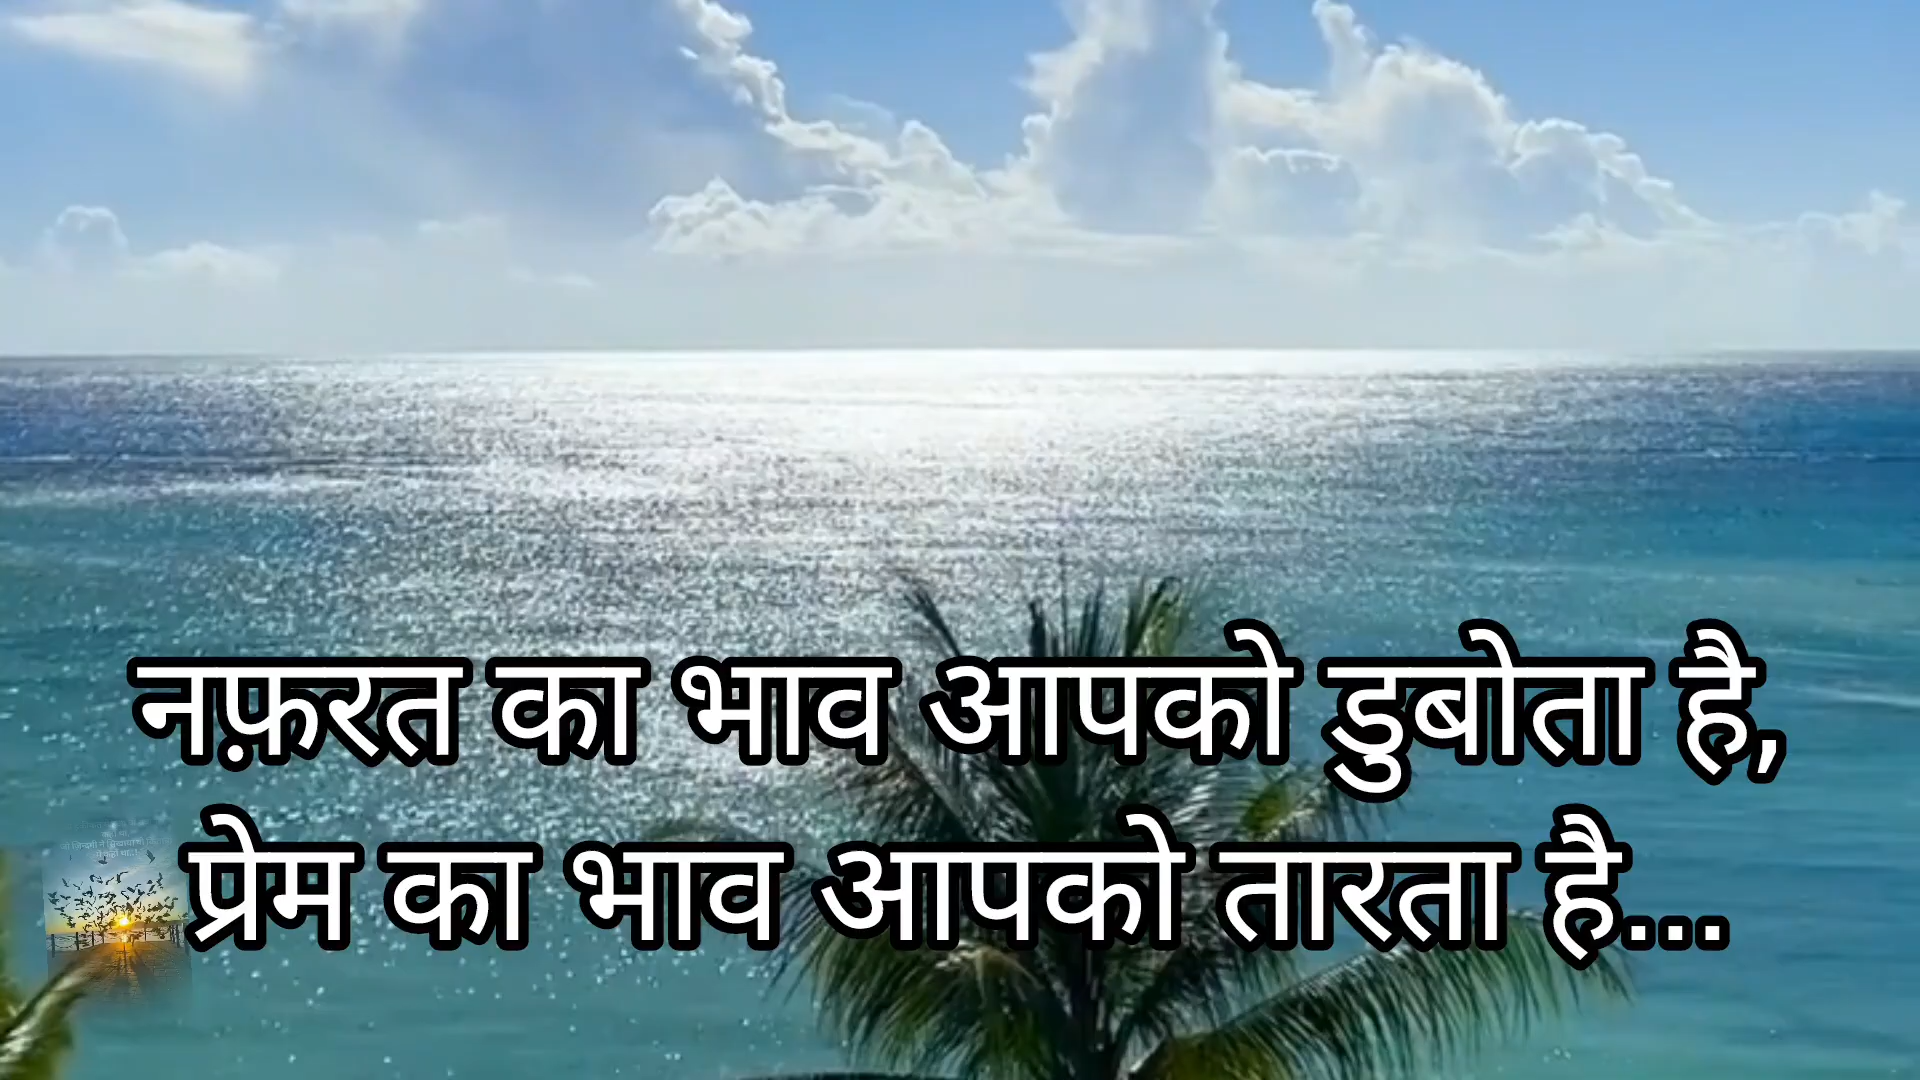 नफ़रत का भाव आपको डुबोता है,
प्रेम का भाव आपको तारता है...